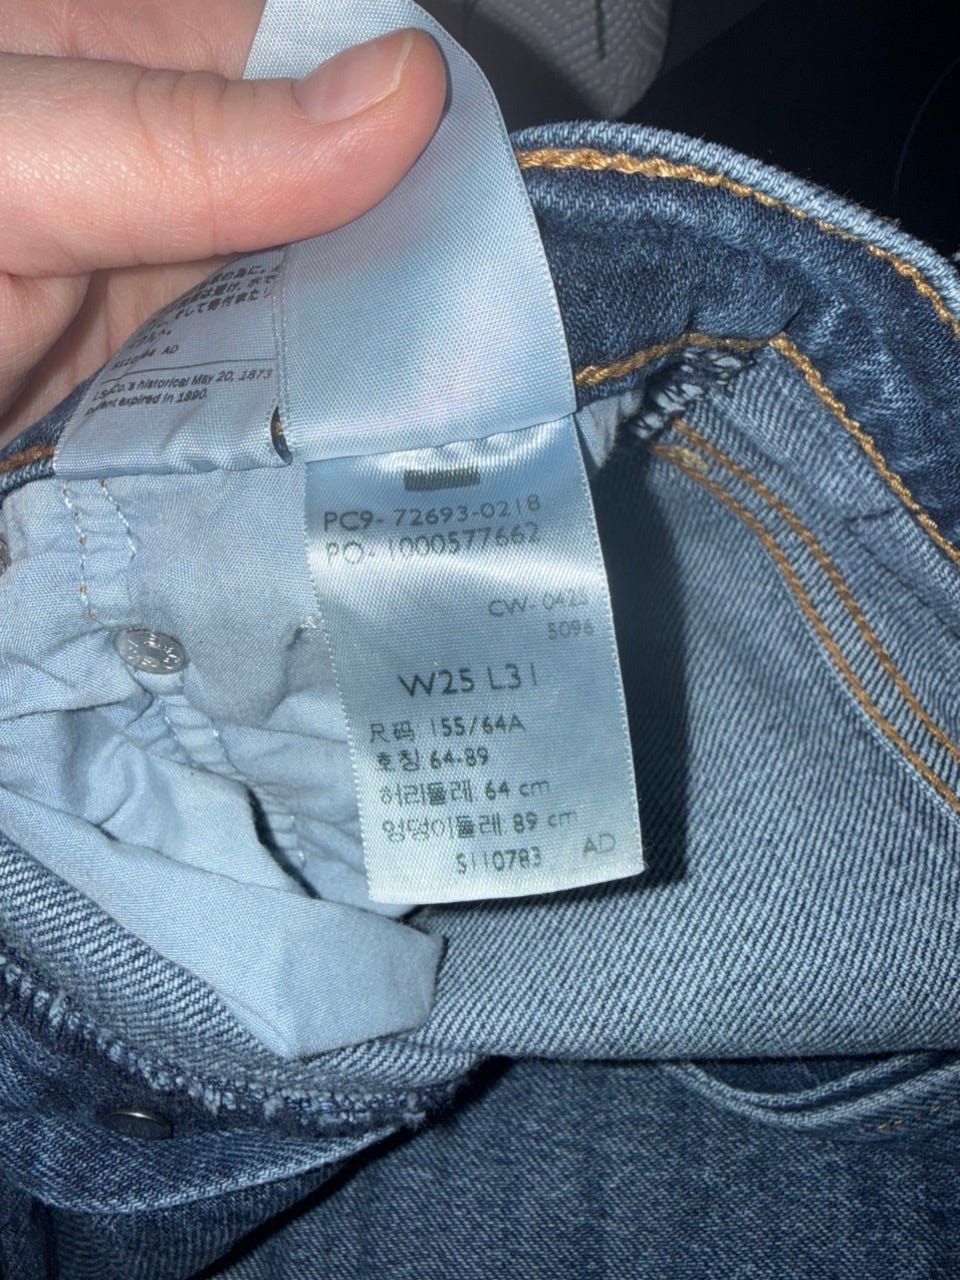 S110784 AD
LS&Co.'s historical May 20, 1873
patent expired in 1890.
PC9- 72693-0218
PO- 1000577662
5096
W25 L31
尺码 155/64A
호칭 64-89
허리둘레 64 cm
엉덩이둘레 89 cm
S110783 AD